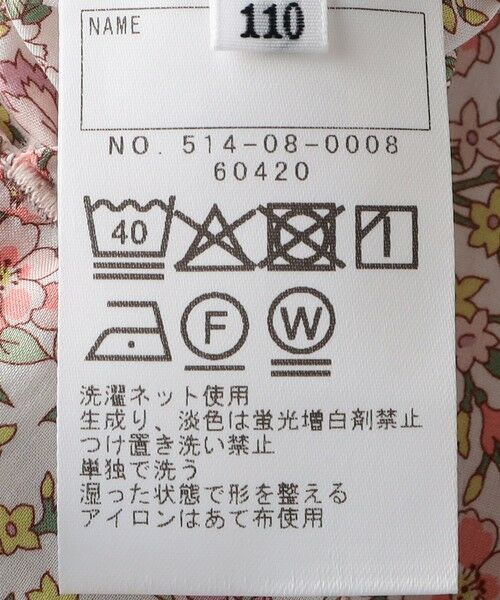 110
NAME
NO. 514-08-0008
60420
40
F
W
洗濯ネット使用
生成り、淡色は蛍光増白剤禁止
つけ置き洗い禁止
単独で洗う
湿った状態で形を整える
アイロンはあて布使用